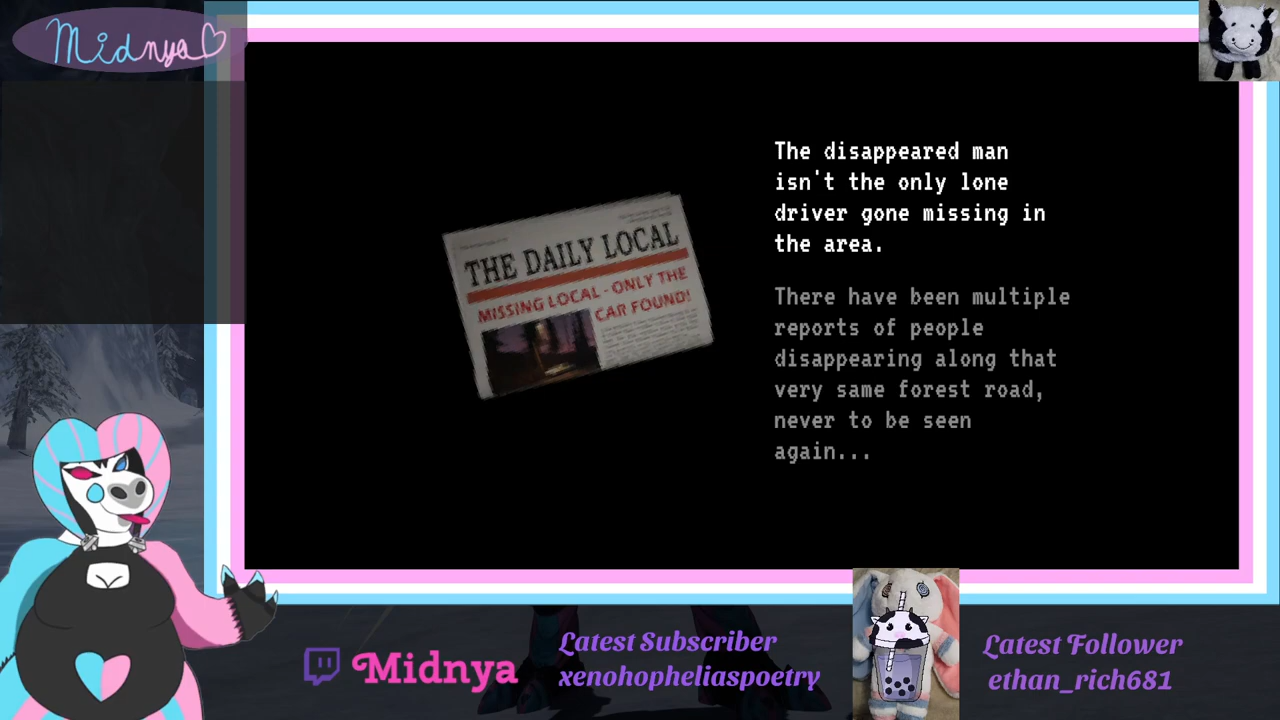 Midnya
THE DAILY LOCAL
MISSING LOCAL - ONLY THE
CAR FOUND!
The disappeared man
isn't the only lone
driver gone missing in
the area.
There have been multiple
reports of people
disappearing along that
very same forest road,
never to be seen
again...
Midnya
Latest Subscriber
xenohopheliaspoetry
Latest Follower
ethan_rich681